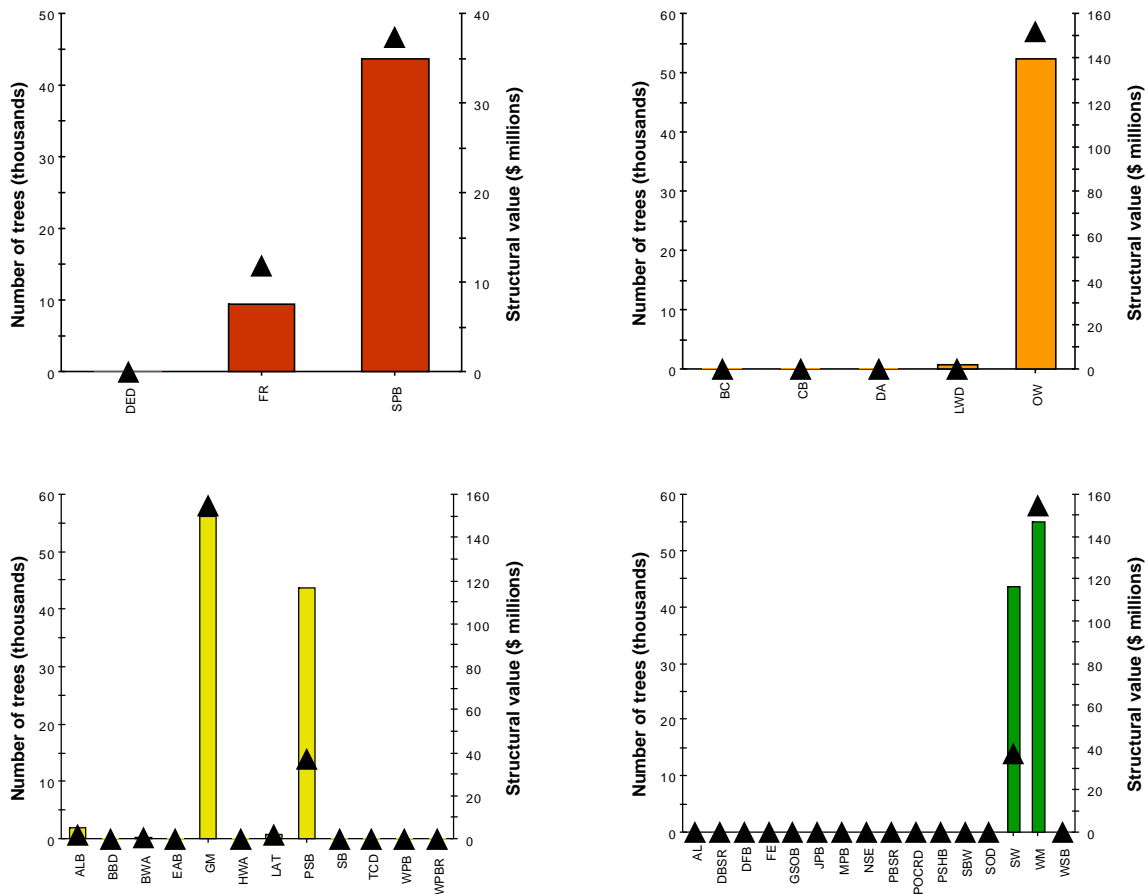 Number of trees (thousands)
50
40
30
20
10
0
DED
FR
SPB
40
30
20
10
0
Structural value ($ millions)
Number of trees (thousands)
60
50
40
30
20
10
0
BC
CB
DA
LWD
OW
160
140
120
100
80
60
40
20
0
Structural value ($ millions)
Number of trees (thousands)
60
50
40
30
20
10
0
ALB
BBD
BWA
EAB
GM
HWA
LAT
PSB
SB
TCD
WPB
WPBR
160
140
120
100
80
60
40
20
0
Structural value ($ millions)
Number of trees (thousands)
60
50
40
30
20
10
0
AL
DBSR
DFB
FE
GSOB
JPB
MPB
NSE
PBSR
POCRD
PSHB
SBW
SOD
SW
WM
WSB
160
140
120
100
80
60
40
20
0
Structural value ($ millions)